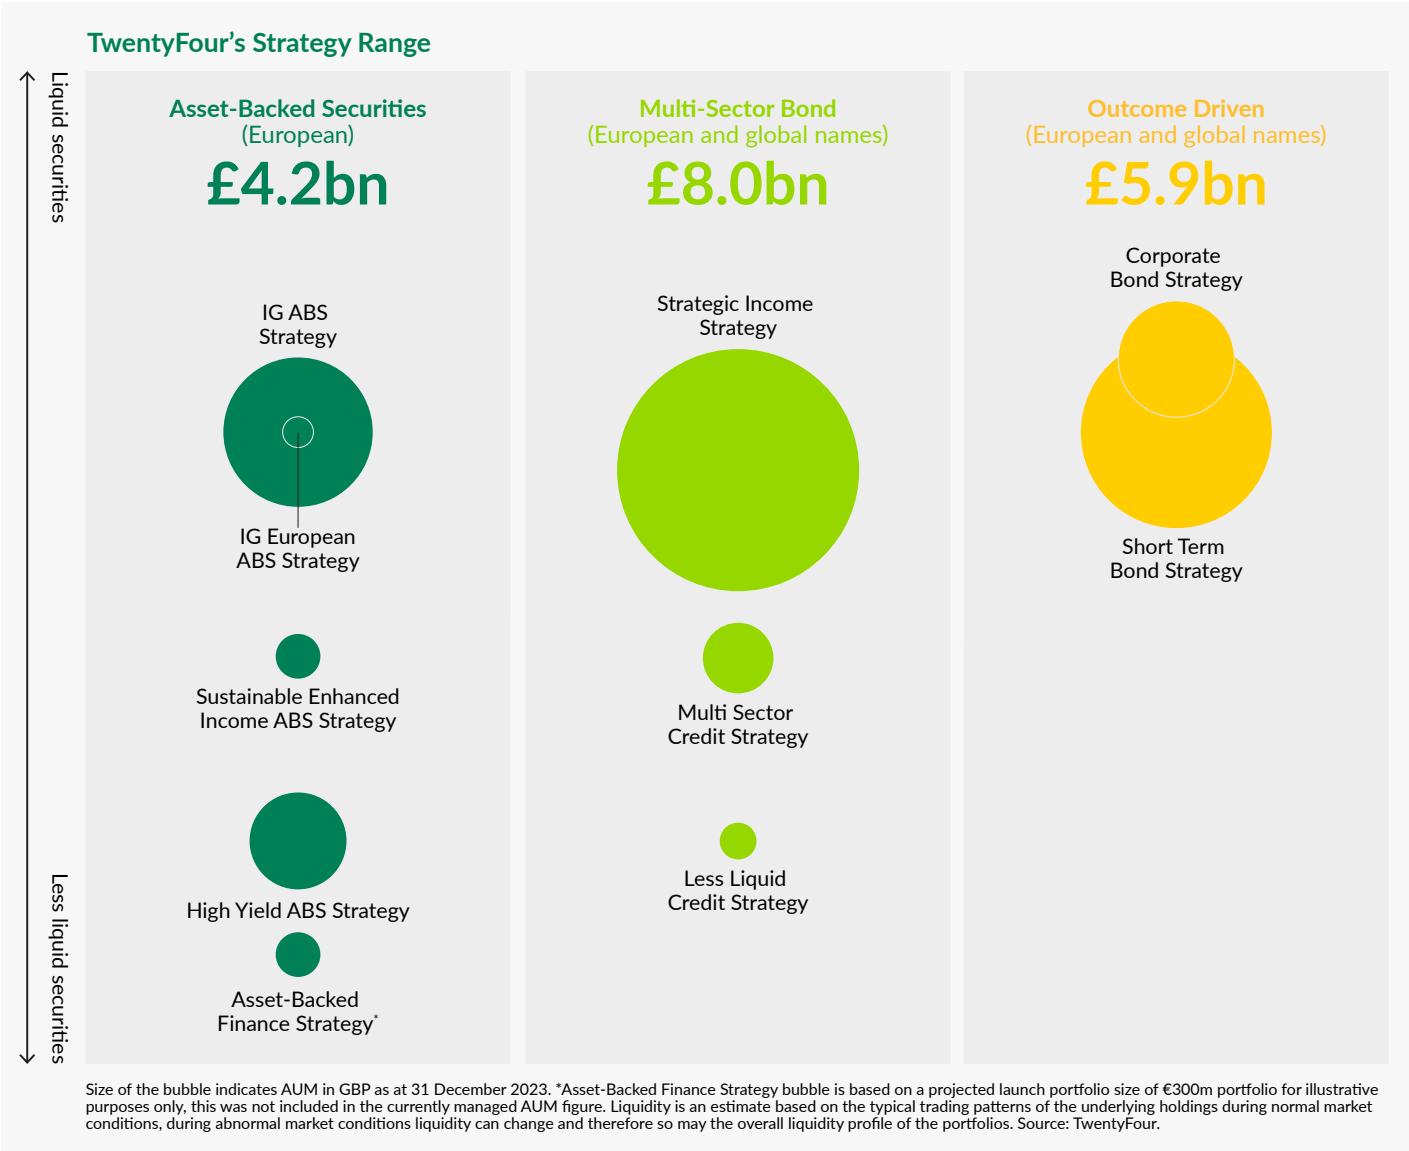 TwentyFour’s Strategy Range
Liquid securities
Less liquid securities
Asset-Backed Securities
(European)
£4.2bn
IG ABS
Strategy
IG European
ABS Strategy
Sustainable Enhanced
Income ABS Strategy
High Yield ABS Strategy
Asset-Backed
Finance Strategy*
Multi-Sector Bond
(European and global names)
£8.0bn
Strategic Income
Strategy
Multi Sector
Credit Strategy
Less Liquid
Credit Strategy
Outcome Driven
(European and global names)
£5.9bn
Corporate
Bond Strategy
Short Term
Bond Strategy
Size of the bubble indicates AUM in GBP as at 31 December 2023. *Asset-Backed Finance Strategy bubble is based on a projected launch portfolio size of €300m portfolio for illustrative
purposes only, this was not included in the currently managed AUM figure. Liquidity is an estimate based on the typical trading patterns of the underlying holdings during normal market
conditions, during abnormal market conditions liquidity can change and therefore so may the overall liquidity profile of the portfolios. Source: TwentyFour.